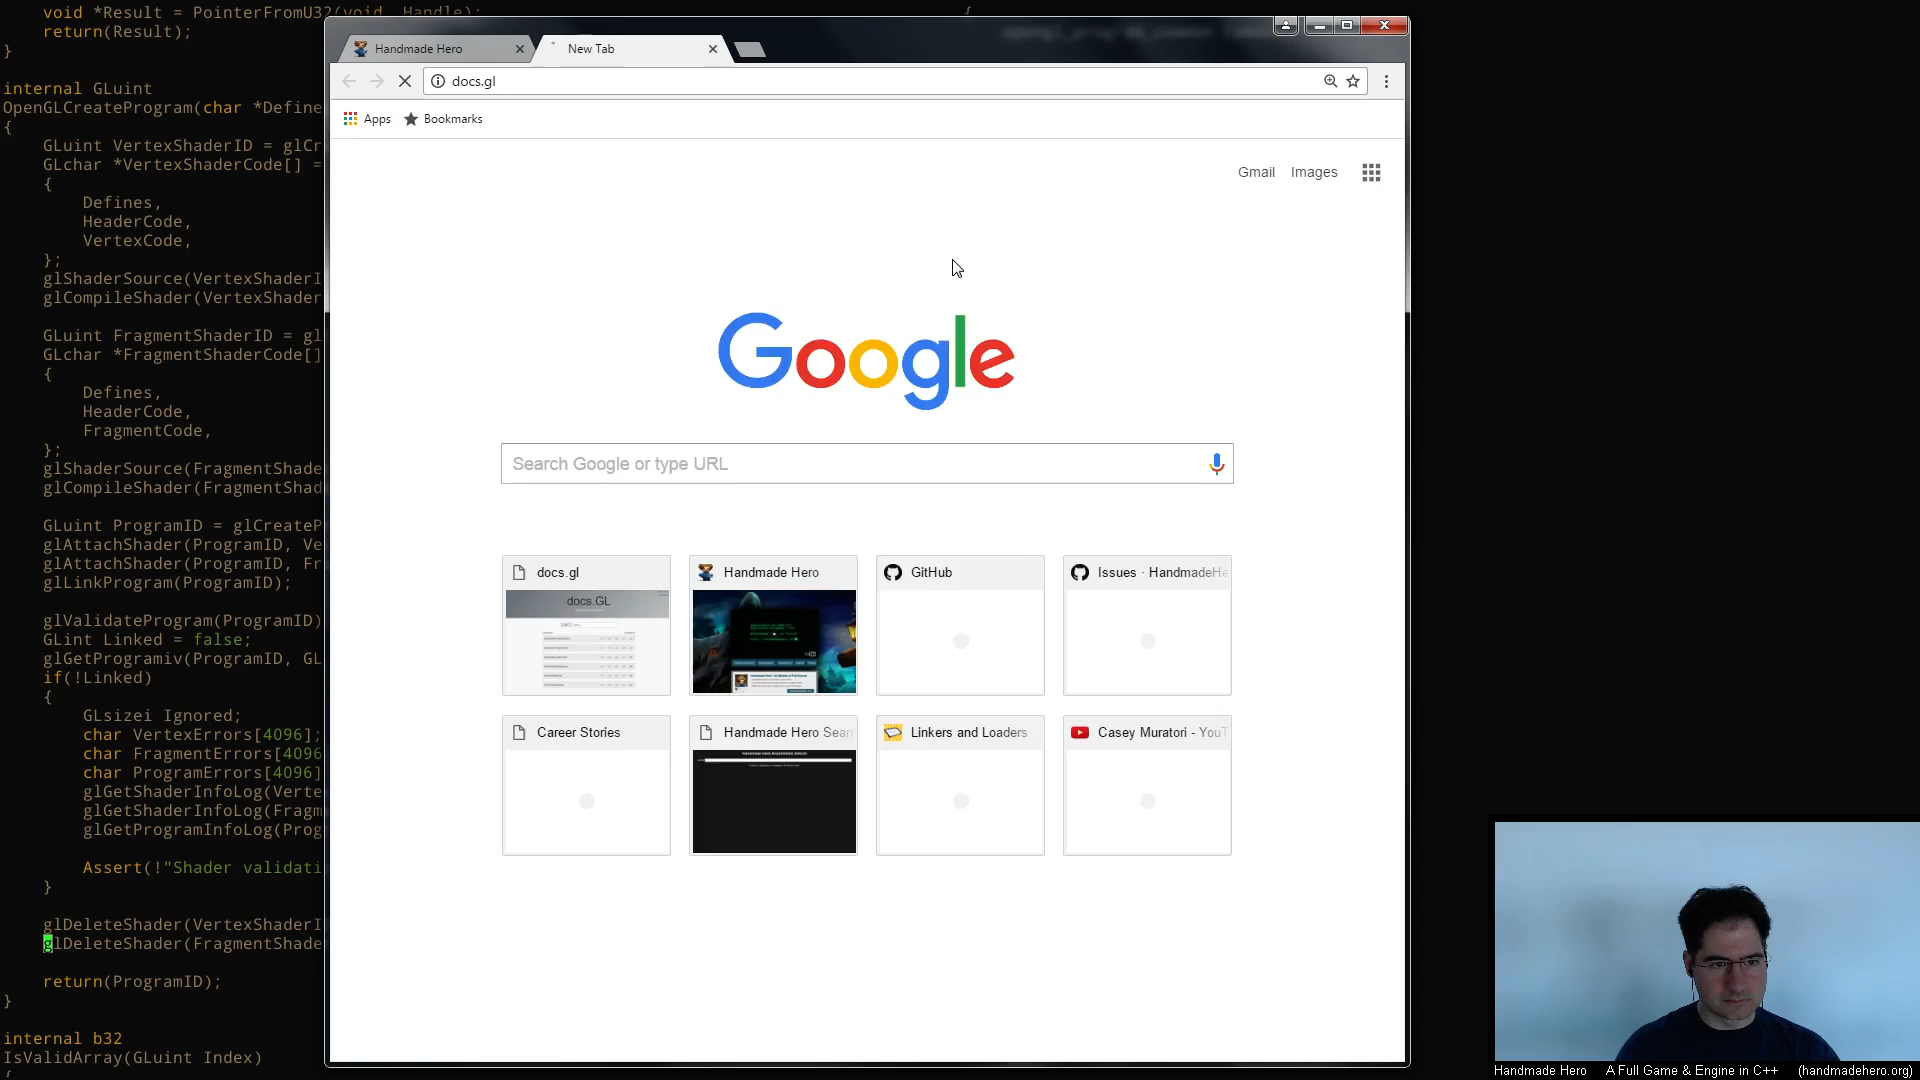 void *Result = PointerFromU32(void, Handle);
return(Result);
}
internal GLuint
OpenGLCreateProgram(char *Define
{
GLuint VertexShaderID = glCr
GLchar *VertexShaderCode[] =
{
Defines,
HeaderCode,
VertexCode,
};
glShaderSource(VertexShaderI
glCompileShader(VertexShader
GLuint FragmentShaderID = gl
GLchar *FragmentShaderCode[]
{
Defines,
HeaderCode,
FragmentCode,
};
glShaderSource(FragmentShade
glCompileShader(FragmentShad
GLuint ProgramID = glCreateP
glAttachShader(ProgramID, Ve
glAttachShader(ProgramID, Fr
glLinkProgram(ProgramID);
glValidateProgram(ProgramID)
GLint Linked = false;
glGetProgramiv(ProgramID, GL
if(!Linked)
{
GLsizei Ignored;
char VertexErrors[4096];
char FragmentErrors[4096
char ProgramErrors[4096]
glGetShaderInfoLog(Verte
glGetShaderInfoLog(Fragm
glGetProgramInfoLog(Prog
Assert(!"Shader validati
}
glDeleteShader(VertexShaderI
glDeleteShader(FragmentShade
return(ProgramID);
}
internal b32
IsValidArray(GLuint Index)
{
{
Handmade Hero
New Tab
docs.gl
Apps
Bookmarks
Gmail
Images
Google
Search Google or type URL
docs.gl
Handmade Hero
GitHub
Issues · HandmadeHe
docs.GL
Career Stories
Handmade Hero Sear
Linkers and Loaders
Casey Muratori - YouT
Handmade Hero A Full Game & Engine in C++ (handmadehero.org)